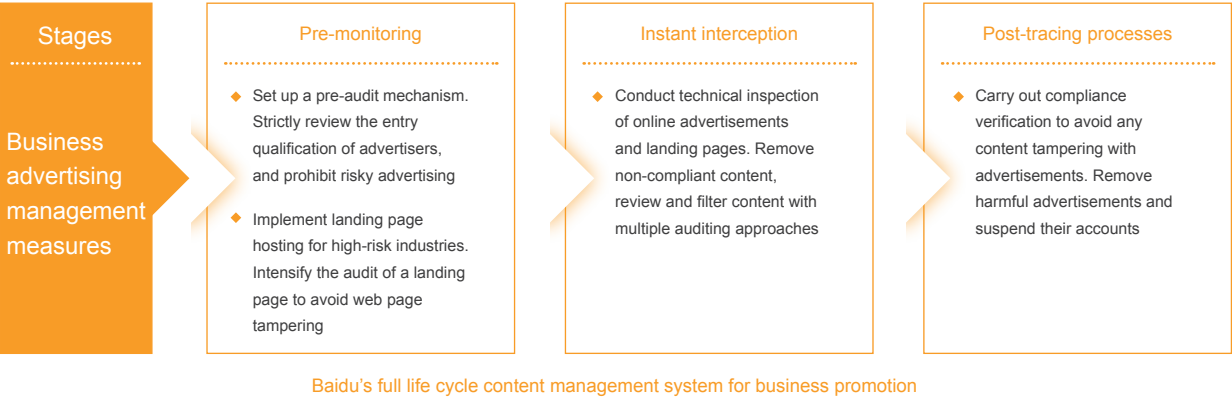 Stages
Business
advertising
management
measures
Pre-monitoring
Set up a pre-audit mechanism.
Strictly review the entry
qualification of advertisers,
and prohibit risky advertising
Implement landing page
hosting for high-risk industries.
Intensify the audit of a landing
page to avoid web page
tampering
Instant interception
Conduct technical inspection
of online advertisements
and landing pages. Remove
non-compliant content,
review and filter content with
multiple auditing approaches
Post-tracing processes
Carry out compliance
verification to avoid any
content tampering with
advertisements. Remove
harmful advertisements and
suspend their accounts
Baidu’s full life cycle content management system for business promotion